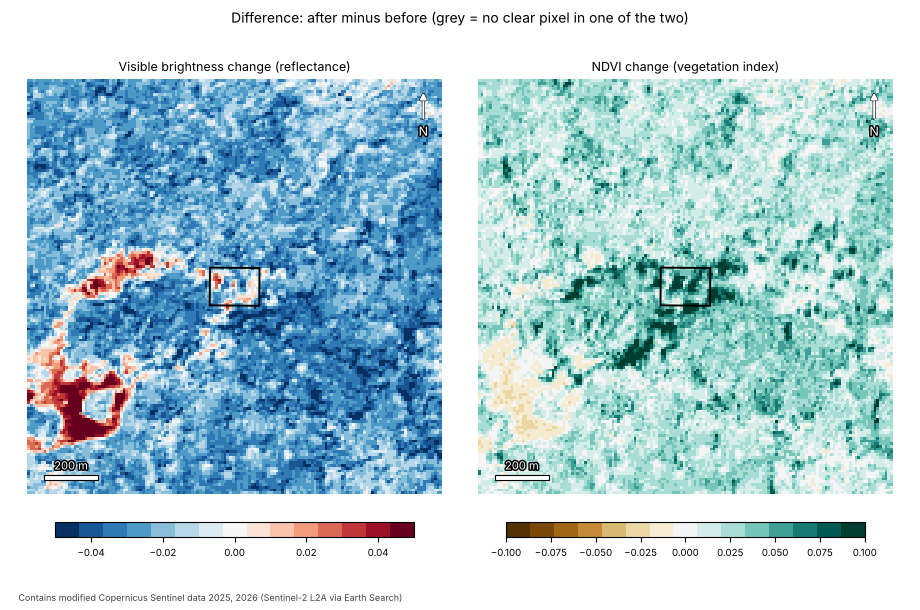 Difference: after minus before (grey = no clear pixel in one of the two)
Visible brightness change (reflectance)
NDVI change (vegetation index)
N
N
200 m
200 m
−0.04 −0.02 0.00 0.02 0.04
−0.100 −0.075 −0.050 −0.025 0.000 0.025 0.050 0.075 0.100
Contains modified Copernicus Sentinel data 2025, 2026 (Sentinel-2 L2A via Earth Search)